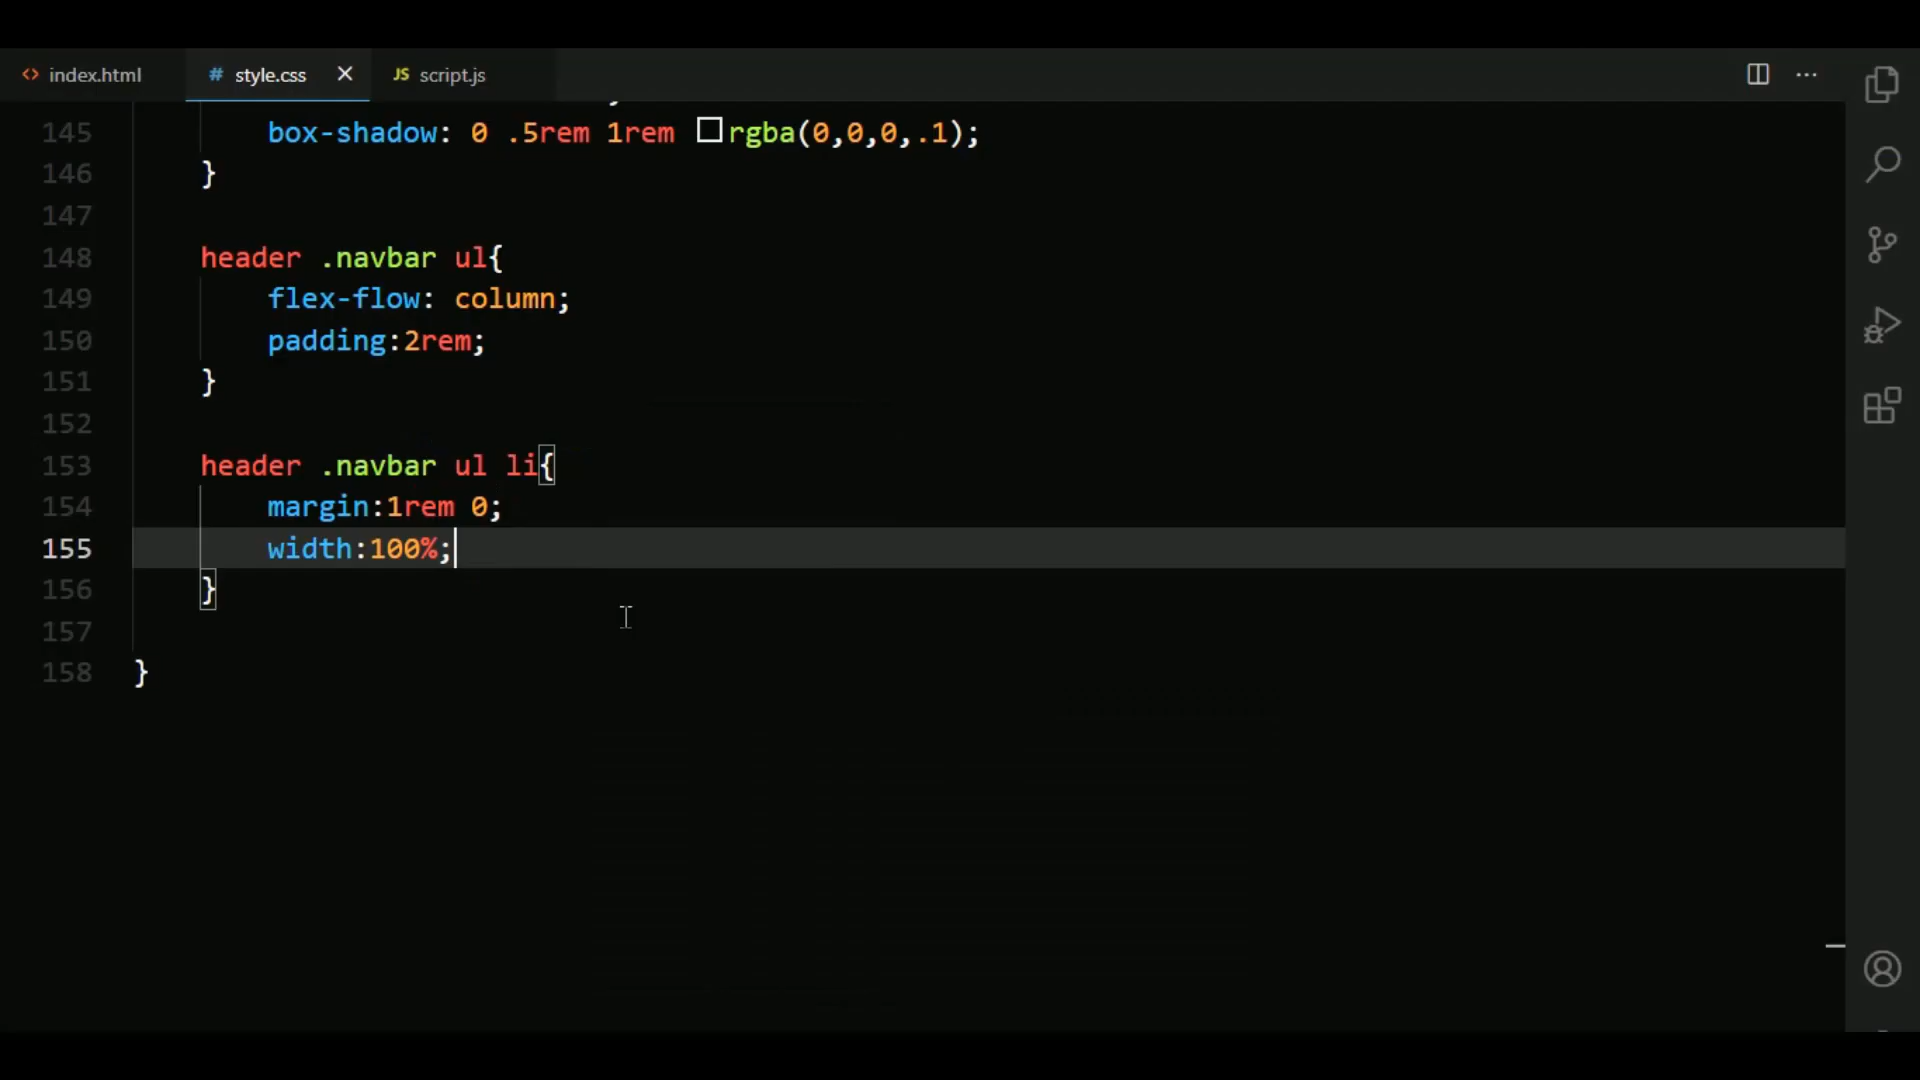 index.html
style.css
JS script.js
145 box-shadow: 0 .5rem 1rem rgba(0,0,0,.1);
146 }
147
148 header .navbar ul{
149 flex-flow: column;
150 padding:2rem;
151 }
152
153 header .navbar ul li{
154 margin:1rem 0;
155 width:100%;
156 }
157
158 }